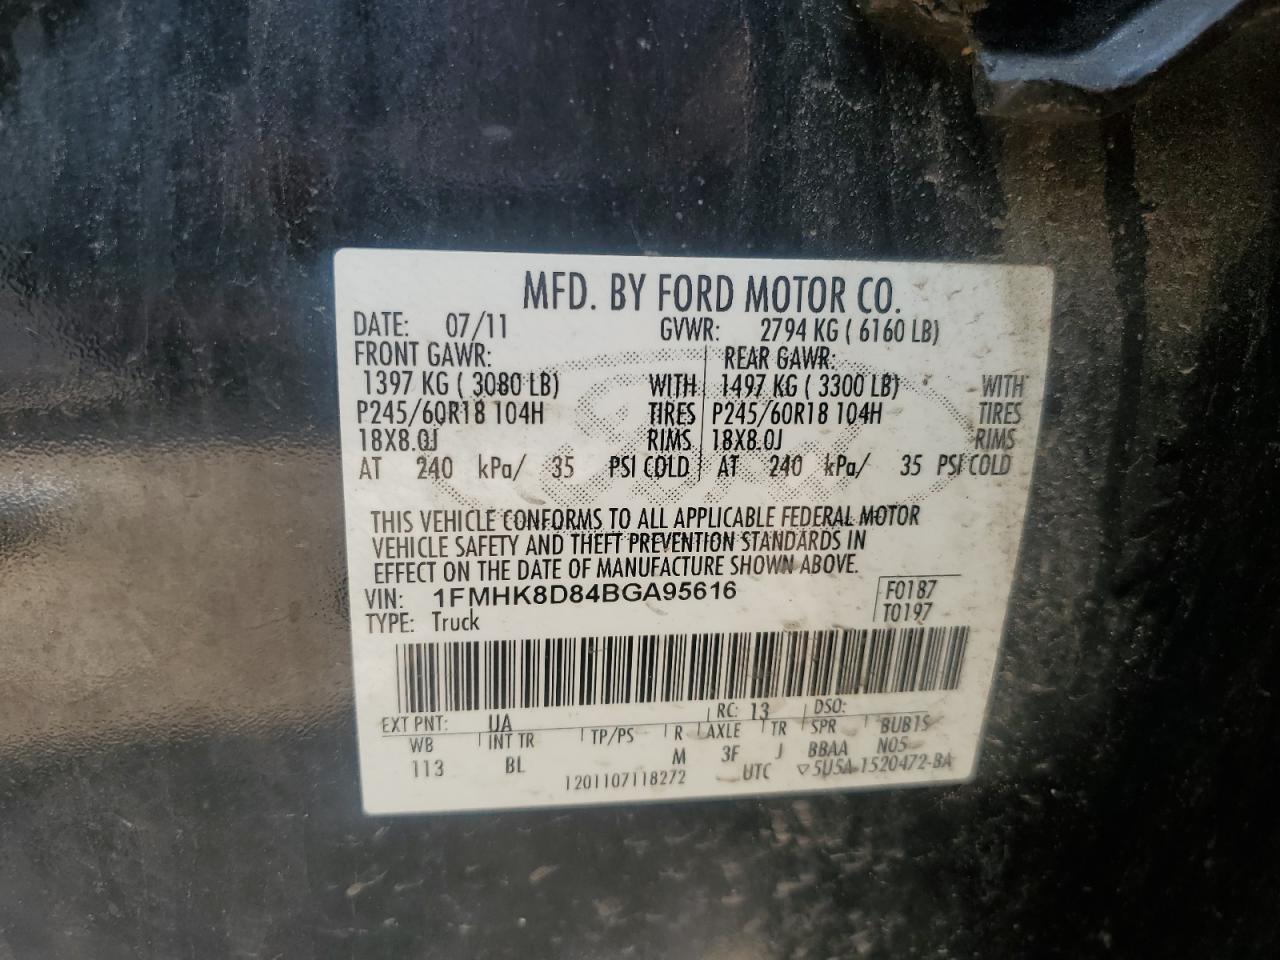 MFD. BY FORD MOTOR CO.
DATE: 07/11 GVWR: 2794 KG ( 6160 LB)
FRONT GAWR: REAR GAWR:
1397 KG ( 3080 LB) WITH 1497 KG ( 3300 LB) WITH
P245/60R18 104H TIRES P245/60R18 104H TIRES
18X8.0J RIMS 18X8.0J RIMS
AT 240 kPa/ 35 PSI COLD AT 240 kPa/ 35 PSI COLD
THIS VEHICLE CONFORMS TO ALL APPLICABLE FEDERAL MOTOR
VEHICLE SAFETY AND THEFT PREVENTION STANDARDS IN
EFFECT ON THE DATE OF MANUFACTURE SHOWN ABOVE.
VIN: 1FMHK8D84BGA95616 F0187
TYPE: Truck T0197
EXT PNT: UA RC: 13 DSO:
WB INT TR TP/PS R AXLE TR SPR BUB1S
113 BL M 3F J BBAA N05
1201107118272 UTC ▽5U5A-1520472-BA